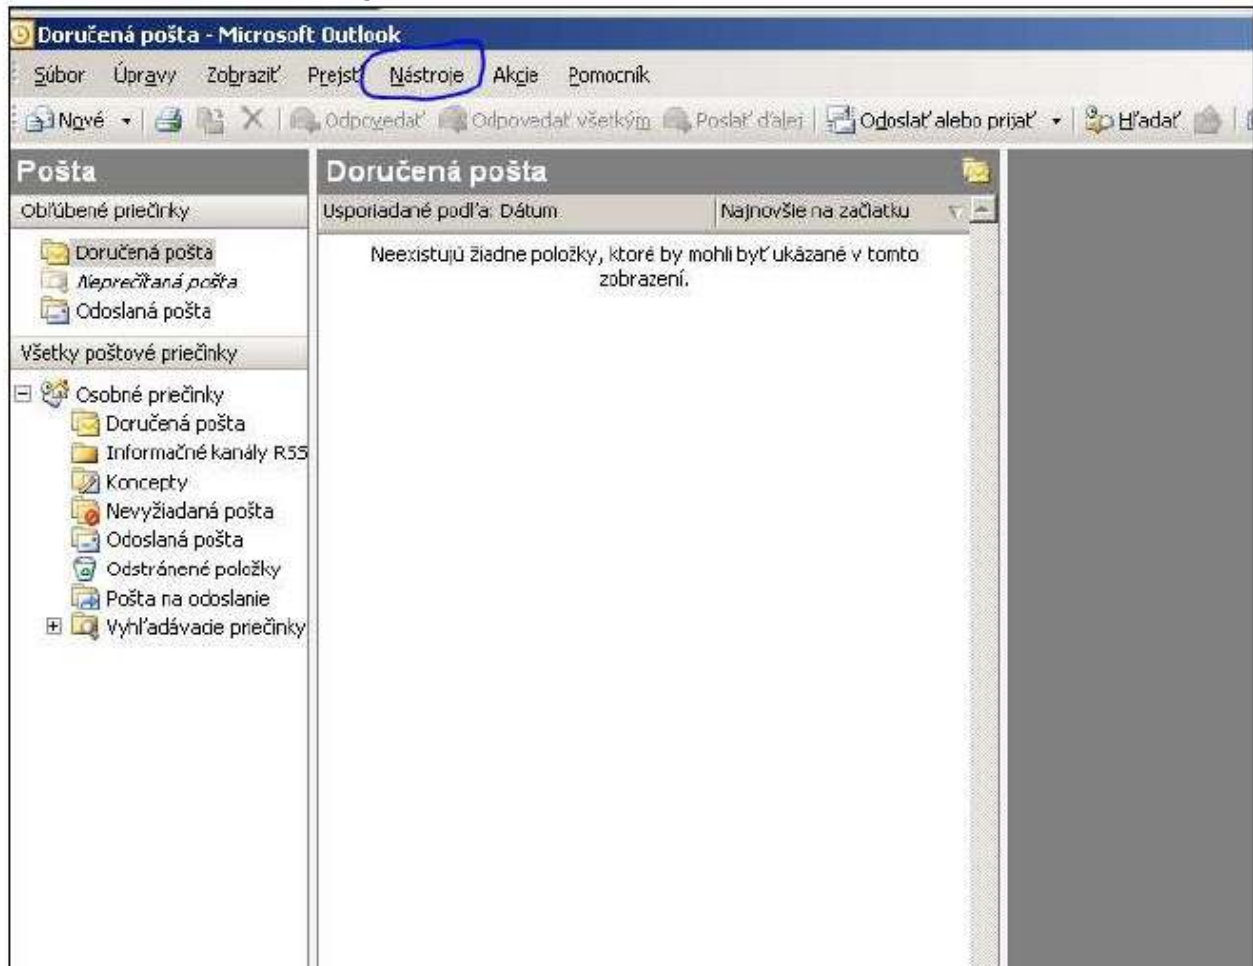 Doručená pošta - Microsoft Outlook
Súbor Úpravy Zobraziť Prejsť Nástroje Akcie Pomocník
Nové Odpovedať Odpovedať všetkým Poslať ďalej Odoslať alebo prijať Hľadať
Pošta
Obľúbené priečinky
Doručená pošta
Neprečítaná pošta
Odoslaná pošta
Všetky poštové priečinky
Osobné priečinky
Doručená pošta
Informačné kanály RSS
Koncepty
Nevyžiadaná pošta
Odoslaná pošta
Odstránené položky
Pošta na odoslanie
Vyhľadávacie priečinky
Doručená pošta
Usporiadané podľa: Dátum Najnovšie na začiatku
Neexistujú žiadne položky, ktoré by mohli byť ukázané v tomto
zobrazení.